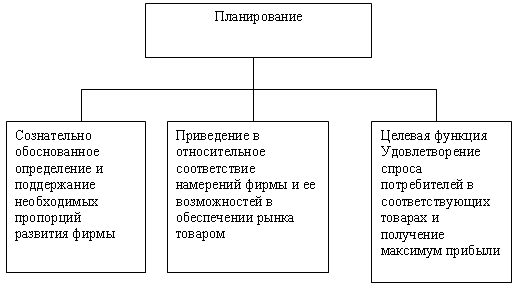 Планирование
Сознательно
обоснованное
определение и
поддержание
необходимых
пропорций
развития фирмы
Приведение в
относительное
соответствие
намерений фирмы и ее
возможностей в
обеспечении рынка
товаром
Целевая функция
Удовлетворение
спроса
потребителей в
соответствующих
товарах и
получение
максимум прибыли